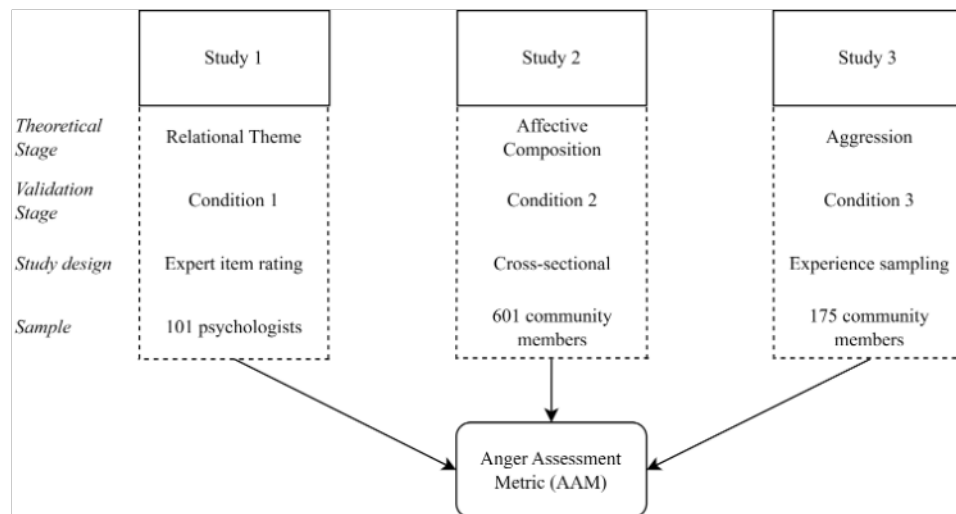 Study 1
Study 2
Study 3
Theoretical
Stage
Relational Theme
Affective
Composition
Aggression
Validation
Stage
Condition 1
Condition 2
Condition 3
Study design
Expert item rating
Cross-sectional
Experience sampling
Sample
101 psychologists
601 community
members
175 community
members
Anger Assessment
Metric (AAM)